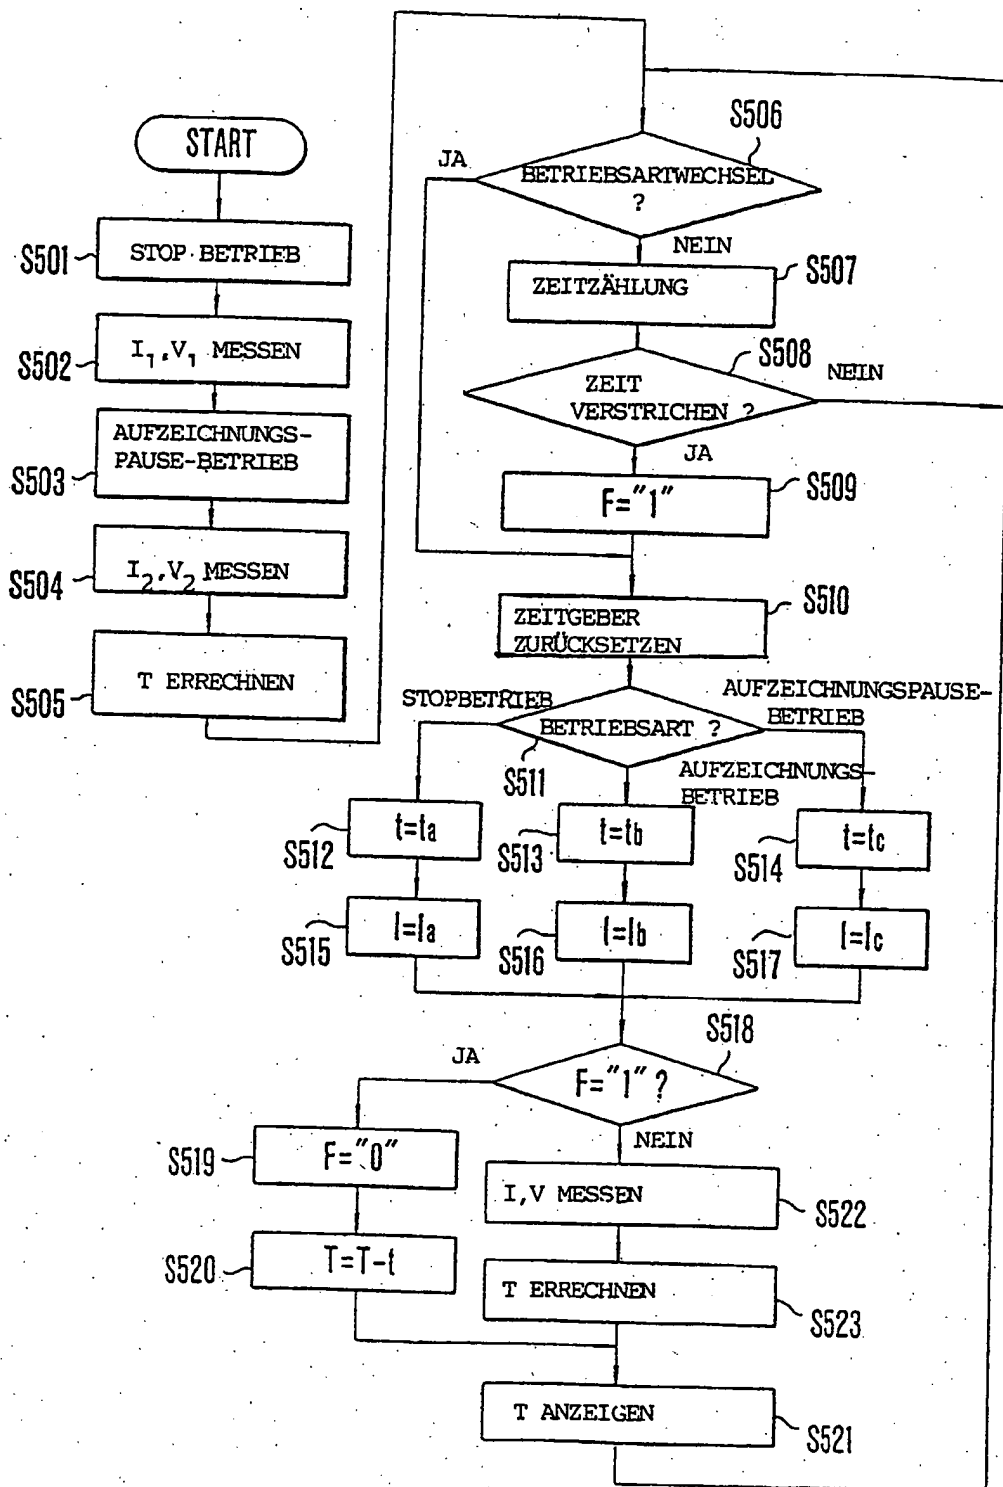 START
S501
STOP BETRIEB
S502
I1,V1 MESSEN
S503
AUFZEICHNUNGS-
PAUSE-BETRIEB
S504
I2,V2 MESSEN
S505
T ERRECHNEN
S506
JA
BETRIEBSARTWECHSEL
?
NEIN
S507
ZEITZÄHLUNG
S508
NEIN
ZEIT
VERSTRICHEN ?
JA
S509
F="1"
S510
ZEITGEBER
ZURÜCKSETZEN
STOPBETRIEB
AUFZEICHNUNGSPAUSE-
BETRIEB
BETRIEBSART ?
S511
AUFZEICHNUNGS-
BETRIEB
S512
t=ta
S513
t=tb
S514
t=tc
S515
I=Ia
S516
I=Ib
S517
I=Ic
S518
JA
F="1" ?
NEIN
S519
F="0"
I,V MESSEN
S522
S520
T=T-t
T ERRECHNEN
S523
T ANZEIGEN
S521